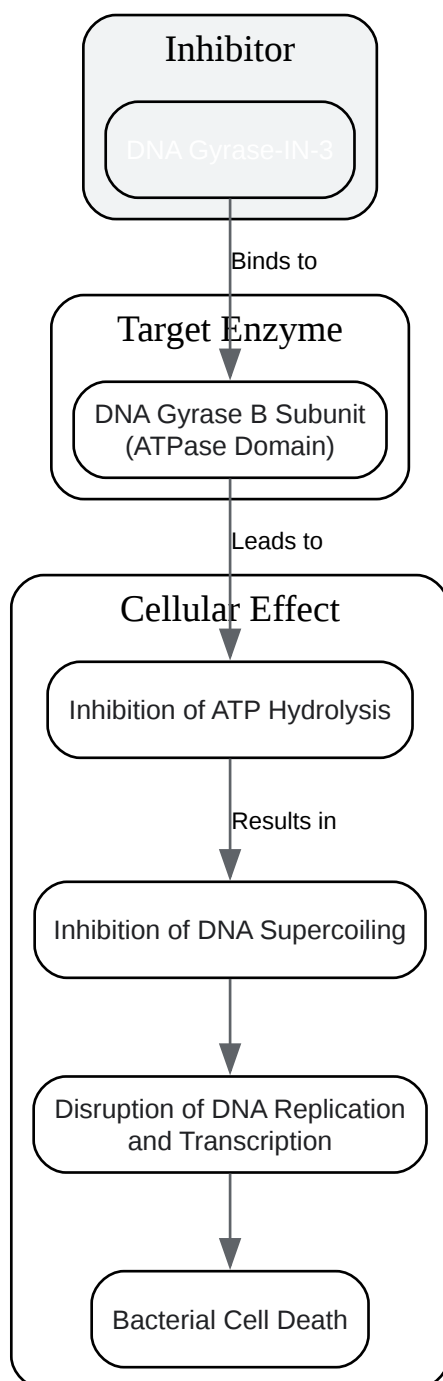 Inhibitor
DNA Gyrase-IN-3
Binds to
Target Enzyme
DNA Gyrase B Subunit
(ATPase Domain)
Leads to
Cellular Effect
Inhibition of ATP Hydrolysis
Results in
Inhibition of DNA Supercoiling
Disruption of DNA Replication
and Transcription
Bacterial Cell Death